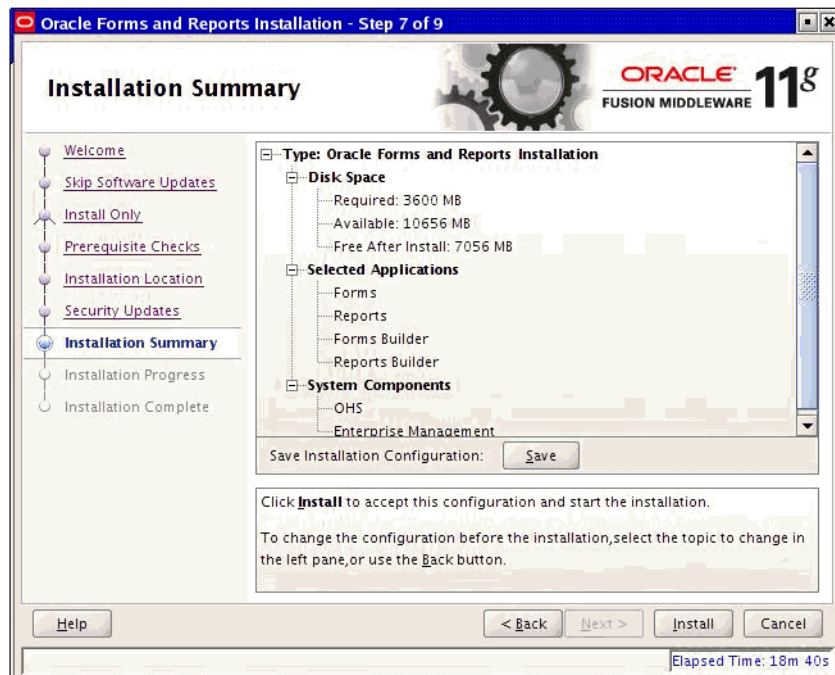 Oracle Forms and Reports Installation - Step 7 of 9
Installation Summary
ORACLE
FUSION MIDDLEWARE 11g
Welcome
Skip Software Updates
Install Only
Prerequisite Checks
Installation Location
Security Updates
Installation Summary
Installation Progress
Installation Complete
Type: Oracle Forms and Reports Installation
Disk Space
Required: 3600 MB
Available: 10656 MB
Free After Install: 7056 MB
Selected Applications
Forms
Reports
Forms Builder
Reports Builder
System Components
OHS
Enterprise Management
Save Installation Configuration: Save
Click Install to accept this configuration and start the installation.
To change the configuration before the installation,select the topic to change in
the left pane,or use the Back button.
Help < Back Next > Install Cancel
Elapsed Time: 18m 40s